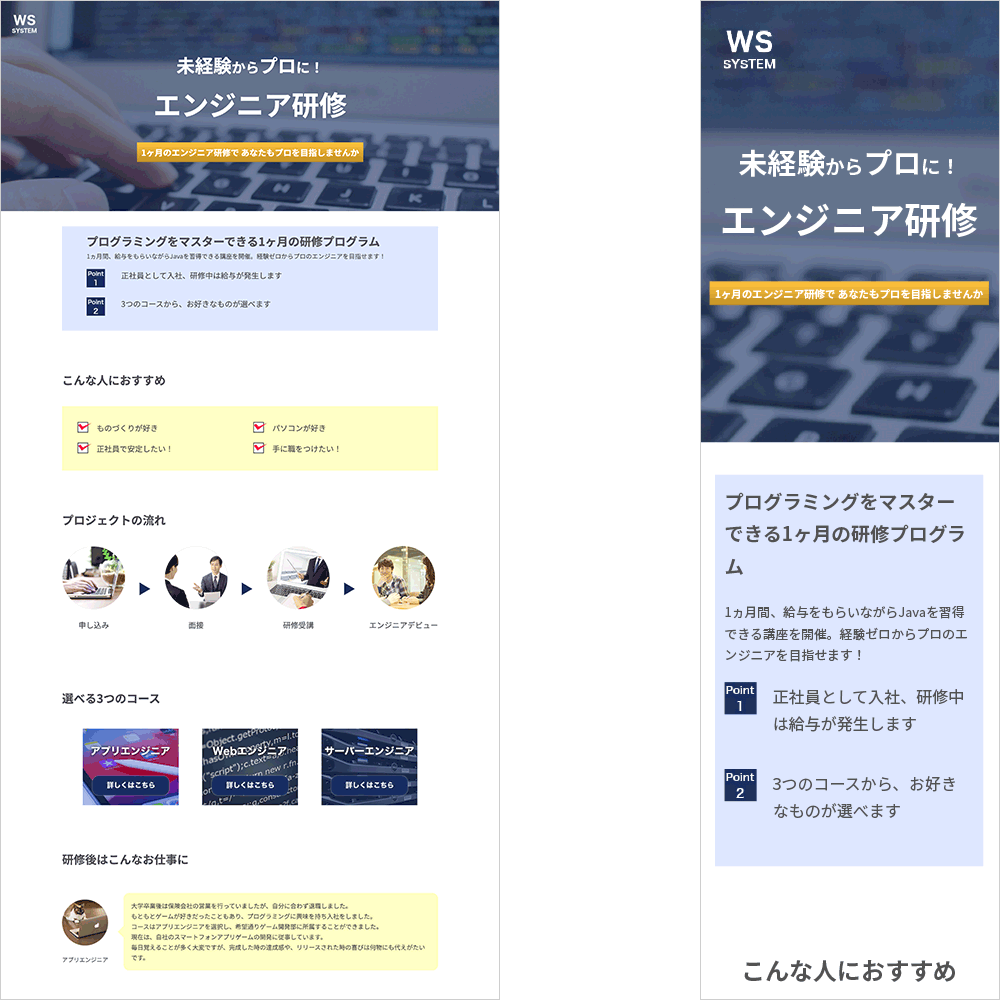 WS
SYSTEM
未経験からプロに！
エンジニア研修
1ヶ月のエンジニア研修で あなたもプロを目指しませんか
プログラミングをマスターできる1ヶ月の研修プログラム
1ヵ月間、給与をもらいながらJavaを習得できる講座を開催。経験ゼロからプロのエンジニアを目指せます！
Point
1
正社員として入社、研修中は給与が発生します
Point
2
3つのコースから、お好きなものが選べます
こんな人におすすめ
ものづくりが好き
パソコンが好き
正社員で安定したい！
手に職をつけたい！
プロジェクトの流れ
申し込み
面接
研修受講
エンジニアデビュー
選べる3つのコース
アプリエンジニア
詳しくはこちら
Webエンジニア
詳しくはこちら
サーバーエンジニア
詳しくはこちら
研修後はこんなお仕事に
大学卒業後は保険会社の営業を行っていましたが、自分に合わず退職しました。
もともとゲームが好きだったこともあり、プログラミングに興味を持ち入社をしました。
コースはアプリエンジニアを選択し、希望通りゲーム開発部に所属することができました。
現在は、自社のスマートフォンアプリゲームの開発に従事しています。
毎日覚えることが多く大変ですが、完成した時の達成感や、リリースされた時の喜びは何物にも代えがたい
です。
アプリエンジニア
WS
SYSTEM
未経験からプロに！
エンジニア研修
1ヶ月のエンジニア研修で あなたもプロを目指しませんか
プログラミングをマスター
できる1ヶ月の研修プログラ
ム
1ヵ月間、給与をもらいながらJavaを習得
できる講座を開催。経験ゼロからプロのエ
ンジニアを目指せます！
Point
1
正社員として入社、研修中
は給与が発生します
Point
2
3つのコースから、お好き
なものが選べます
こんな人におすすめ